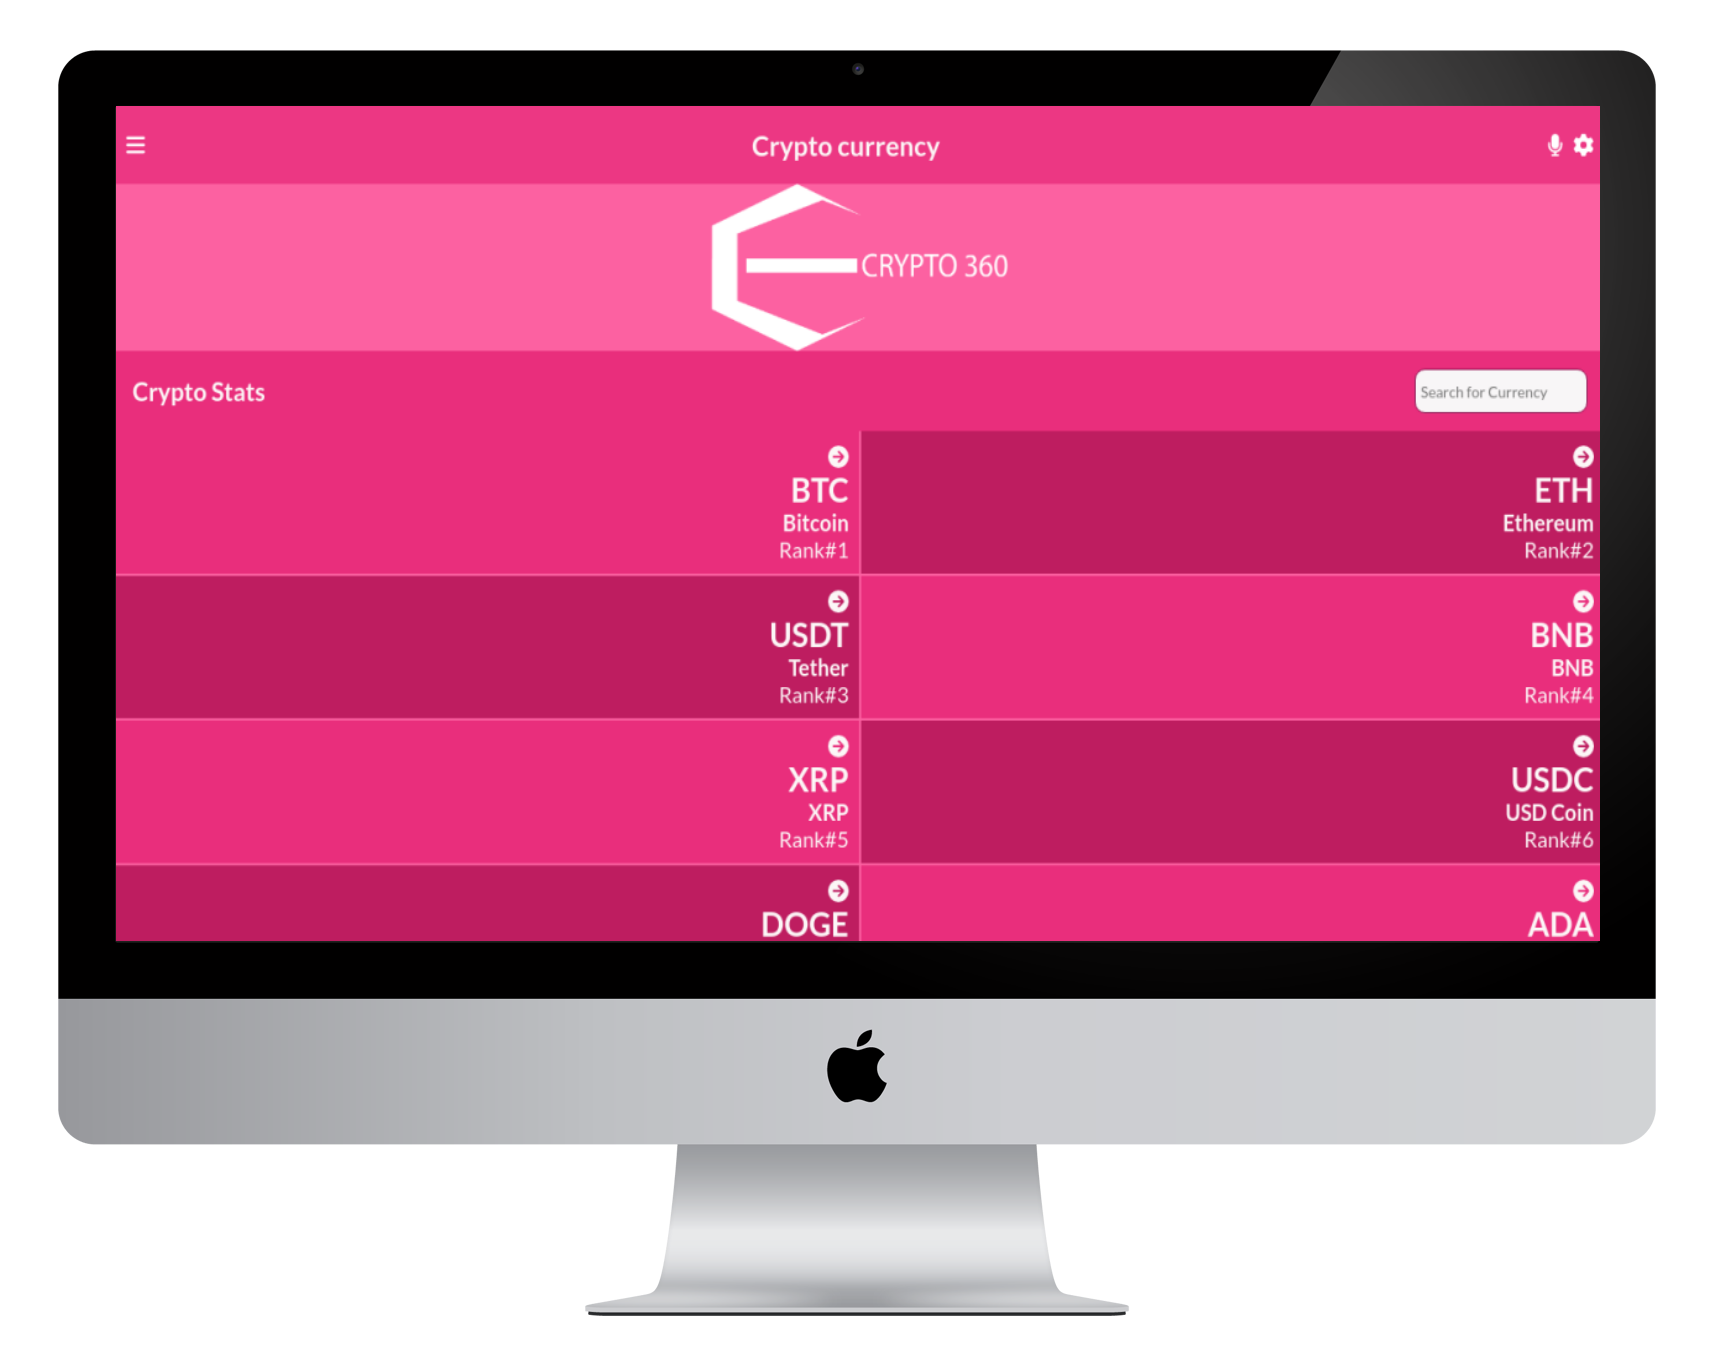 Crypto currency
CRYPTO 360
Crypto Stats
Search for Currency
BTC
Bitcoin
Rank#1
ETH
Ethereum
Rank#2
USDT
Tether
Rank#3
BNB
BNB
Rank#4
XRP
XRP
Rank#5
USDC
USD Coin
Rank#6
DOGE
ADA